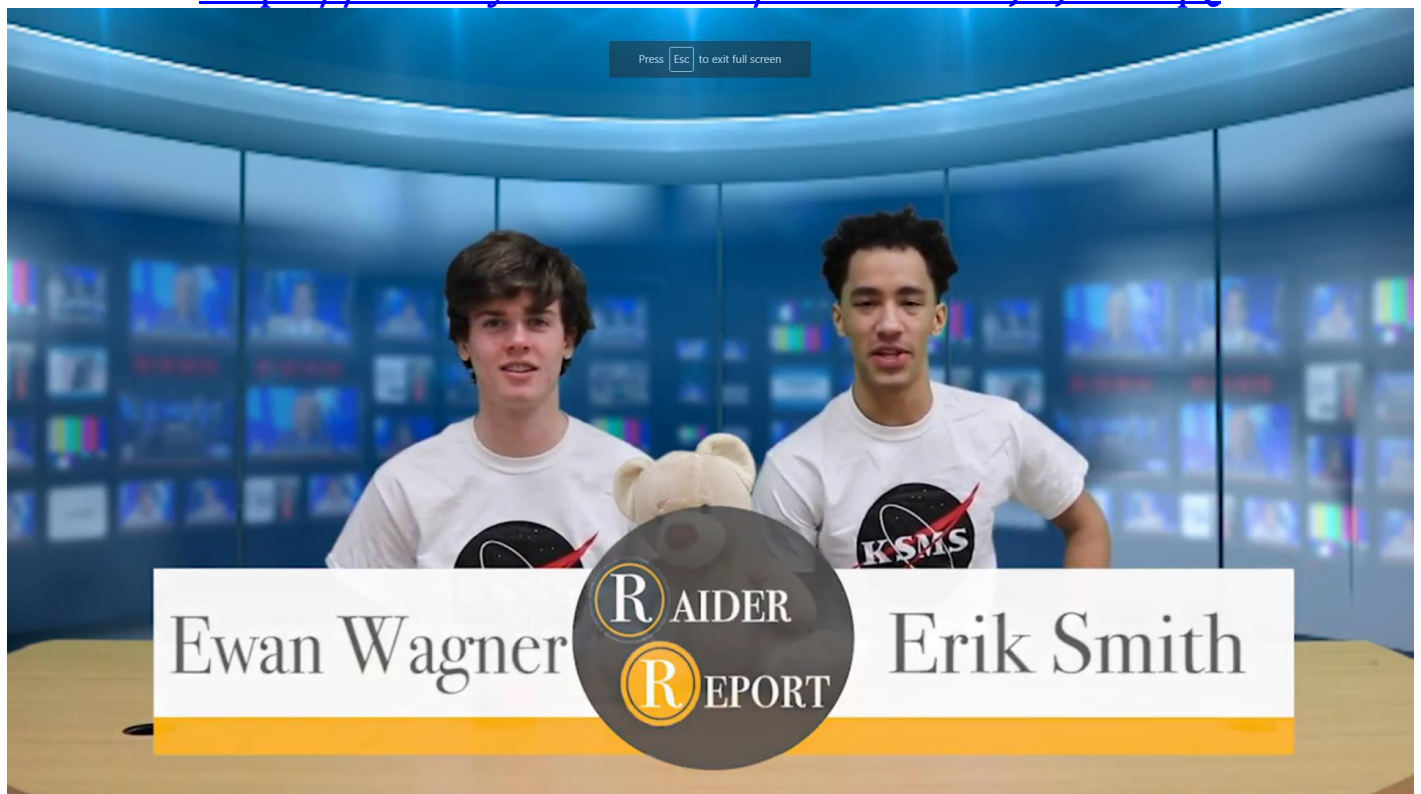 Press Esc to exit full screen
KSMS
Ewan Wagner
RAIDER
REPORT
Erik Smith